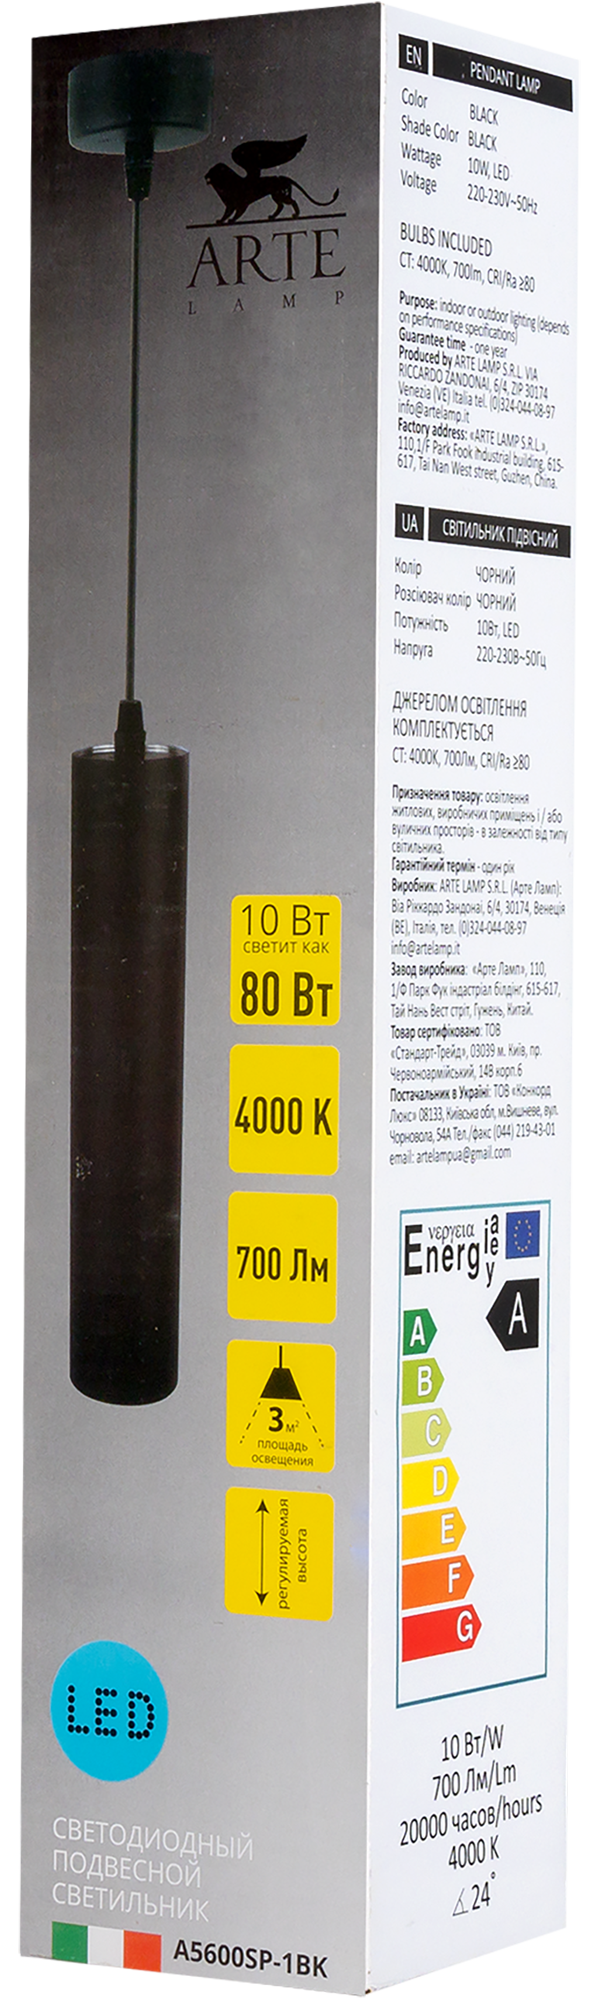 ARTE
LAMP
10 Вт
светит как
80 Вт
4000 K
700 Лм
3 м²
площадь
освещения
регулируемая
высота
LED
СВЕТОДИОДНЫЙ
ПОДВЕСНОЙ
СВЕТИЛЬНИК
A5600SP-1BK
EN PENDANT LAMP
Color BLACK
Shade Color BLACK
Wattage 10W, LED
Voltage 220-230V~50Hz
BULBS INCLUDED
CT: 4000K, 700lm, CRI/Ra ≥80
Purpose: indoor or outdoor lighting (depends
on performance specifications)
Guarantee time - one year
Produced by ARTE LAMP S.R.L. VIA
RICCARDO ZANDONAI, 6/4, ZIP 30174
Venezia (VE) Italia tel. (0)324-044-08-97
info@artelamp.it
Factory address: «ARTE LAMP S.R.L.»,
110,1/F Park Fook industrial building, 615-
617, Tai Nan West street, Guzhen, China.
UA СВІТИЛЬНИК ПІДВІСНИЙ
Колір ЧОРНИЙ
Розсіювач колір ЧОРНИЙ
Потужність 10Вт, LED
Напруга 220-230В~50Гц
ДЖЕРЕЛОМ ОСВІТЛЕННЯ
КОМПЛЕКТУЄТЬСЯ
CT: 4000K, 700Лм, CRI/Ra ≥80
Призначення товару: освітлення
житлових, виробничих приміщень і / або
вуличних просторів - в залежності від типу
світильника.
Гарантійний термін - один рік
Виробник: ARTE LAMP S.R.L. (Арте Ламп):
Віа Ріккардо Зандонаі, 6/4, 30174, Венеція
(ВЕ), Італія, тел. (0)324-044-08-97
info@artelamp.it
Завод виробника: «Арте Ламп», 110,
1/Ф Парк Фук індастріал білдінг, 615-617,
Тай Нань Вест стріт, Гужень, Китай.
Товар сертифіковано: ТОВ
«Стандарт-Трейд», 03039 м. Київ, пр.
Червоноармійський, 14В корп.6
Постачальник в Україні: ТОВ «Конкорд
Люкс» 08133, Київська обл, м.Вишневе, вул.
Чорновола, 54А Тел./факс (044) 219-43-01
email: artelampua@gmail.com
Energ ia
ενεργεια ie
y
A
A
B
C
D
E
F
G
10 Вт/W
700 Лм/Lm
20000 часов/hours
4000 K
24°